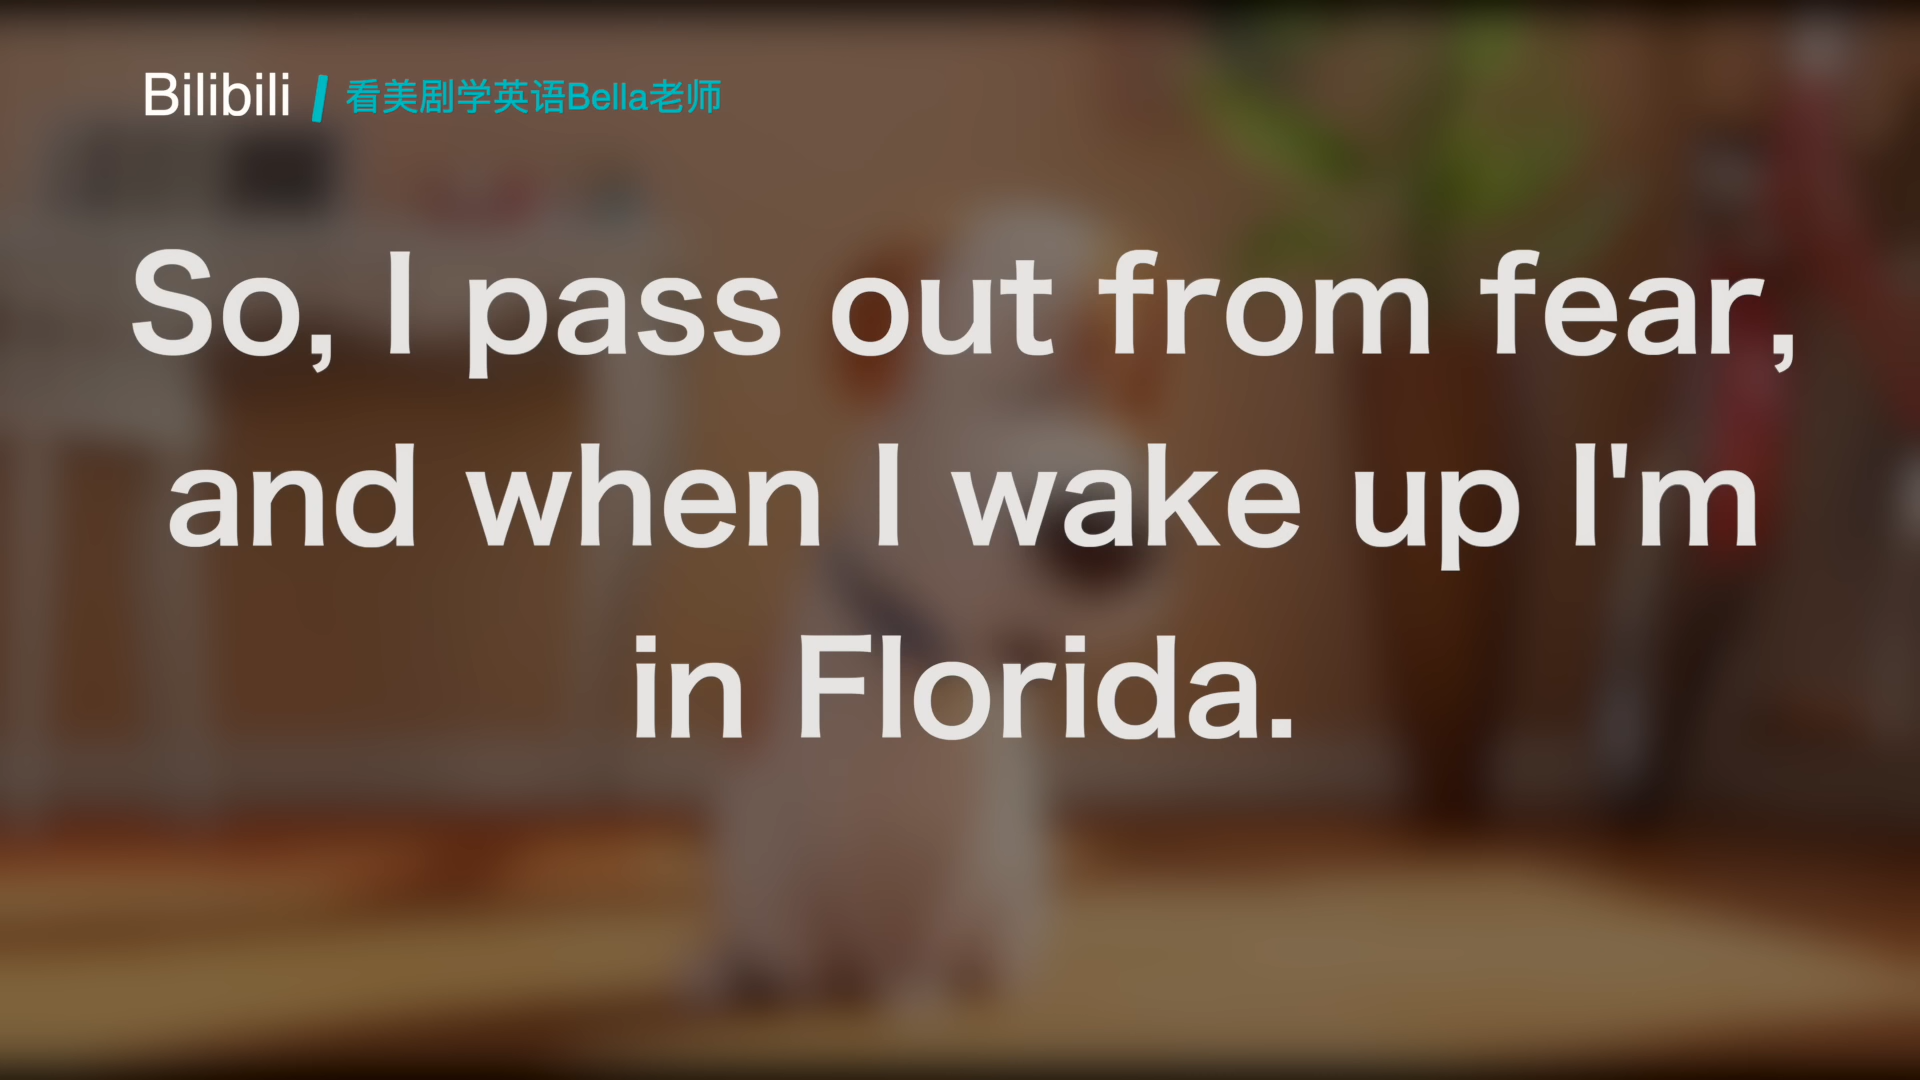 Bilibili / 看美剧学英语Bella老师
So, I pass out from fear,
and when I wake up I'm
in Florida.